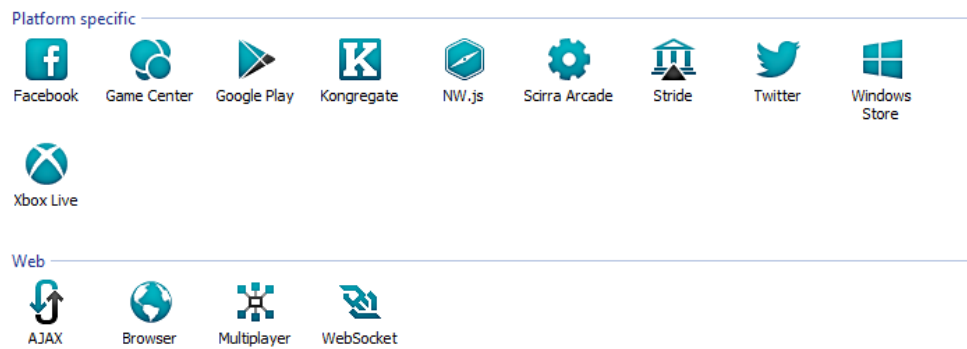 Platform specific
Facebook Game Center Google Play Kongregate NW.js Scirra Arcade Stride Twitter Windows
Store
Xbox Live
Web
AJAX Browser Multiplayer WebSocket